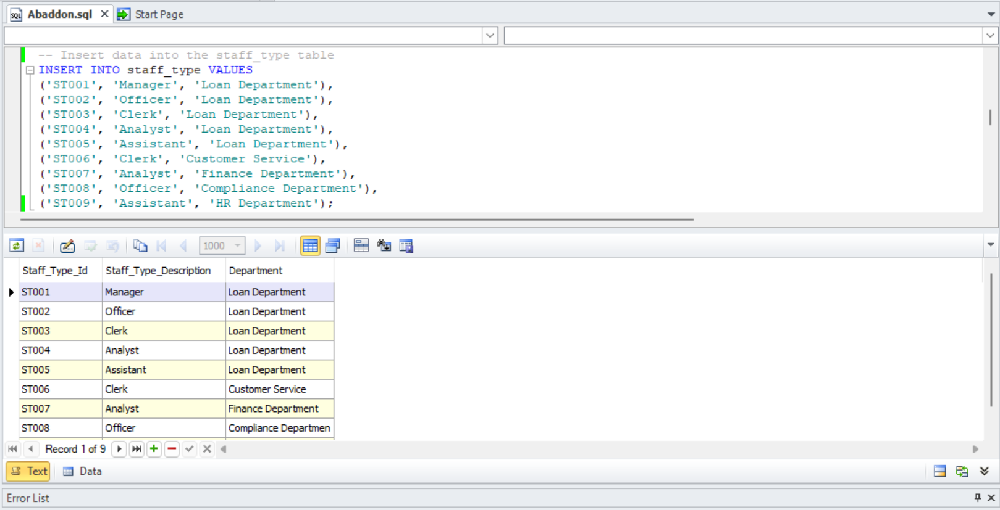 Abaddon.sql Start Page
-- Insert data into the staff_type table
INSERT INTO staff_type VALUES
('ST001', 'Manager', 'Loan Department'),
('ST002', 'Officer', 'Loan Department'),
('ST003', 'Clerk', 'Loan Department'),
('ST004', 'Analyst', 'Loan Department'),
('ST005', 'Assistant', 'Loan Department'),
('ST006', 'Clerk', 'Customer Service'),
('ST007', 'Analyst', 'Finance Department'),
('ST008', 'Officer', 'Compliance Department'),
('ST009', 'Assistant', 'HR Department');
1000
Staff_Type_Id Staff_Type_Description Department
ST001 Manager Loan Department
ST002 Officer Loan Department
ST003 Clerk Loan Department
ST004 Analyst Loan Department
ST005 Assistant Loan Department
ST006 Clerk Customer Service
ST007 Analyst Finance Department
ST008 Officer Compliance Departmen
Record 1 of 9
Text Data
Error List